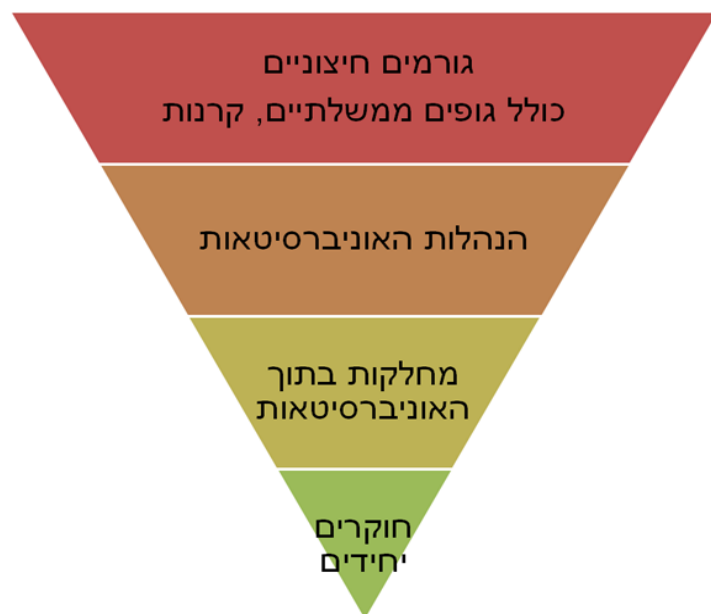 גורמים חיצוניים
כולל גופים ממשלתיים, קרנות
הנהלות האוניברסיטאות
מחלקות בתוך
האוניברסיטאות
חוקרים
יחידים